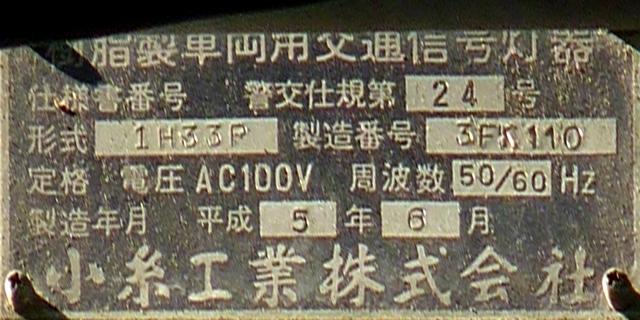 樹脂製車両用交通信号灯器
仕様書番号 警交仕規第 24 号
形式 1H33P 製造番号 3FK110
定格 電圧 AC100V 周波数 50/60 Hz
製造年月 平成 5 年 6 月
小糸工業株式会社